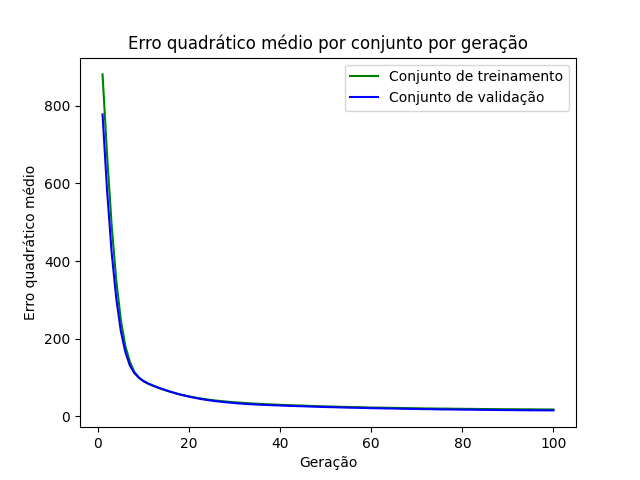 Erro quadrático médio por conjunto por geração
Conjunto de treinamento
Conjunto de validação
Erro quadrático médio
800
600
400
200
0
0 20 40 60 80 100
Geração